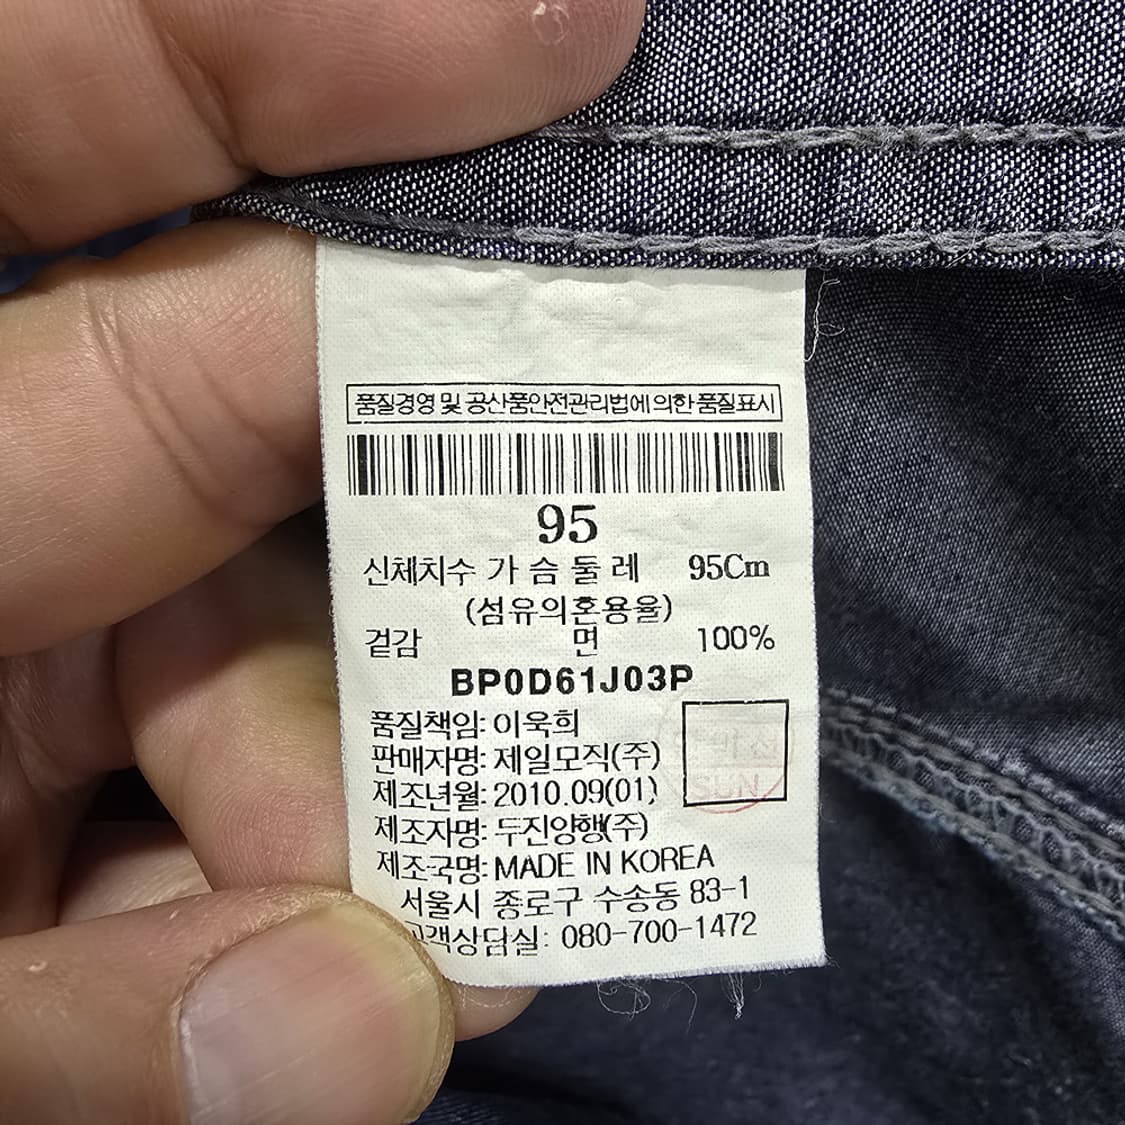 품질경영 및 공산품안전관리법에 의한 품질표시
95
신체치수 가 슴 둘 레 95Cm
(섬유의혼용율)
겉감 면 100%
BP0D61J03P
품질책임: 이욱희
판매자명: 제일모직(주)
제조년월: 2010.09(01)
제조자명: 두진양행(주)
제조국명: MADE IN KOREA
서울시 종로구 수송동 83-1
고객상담실: 080-700-1472
SUN